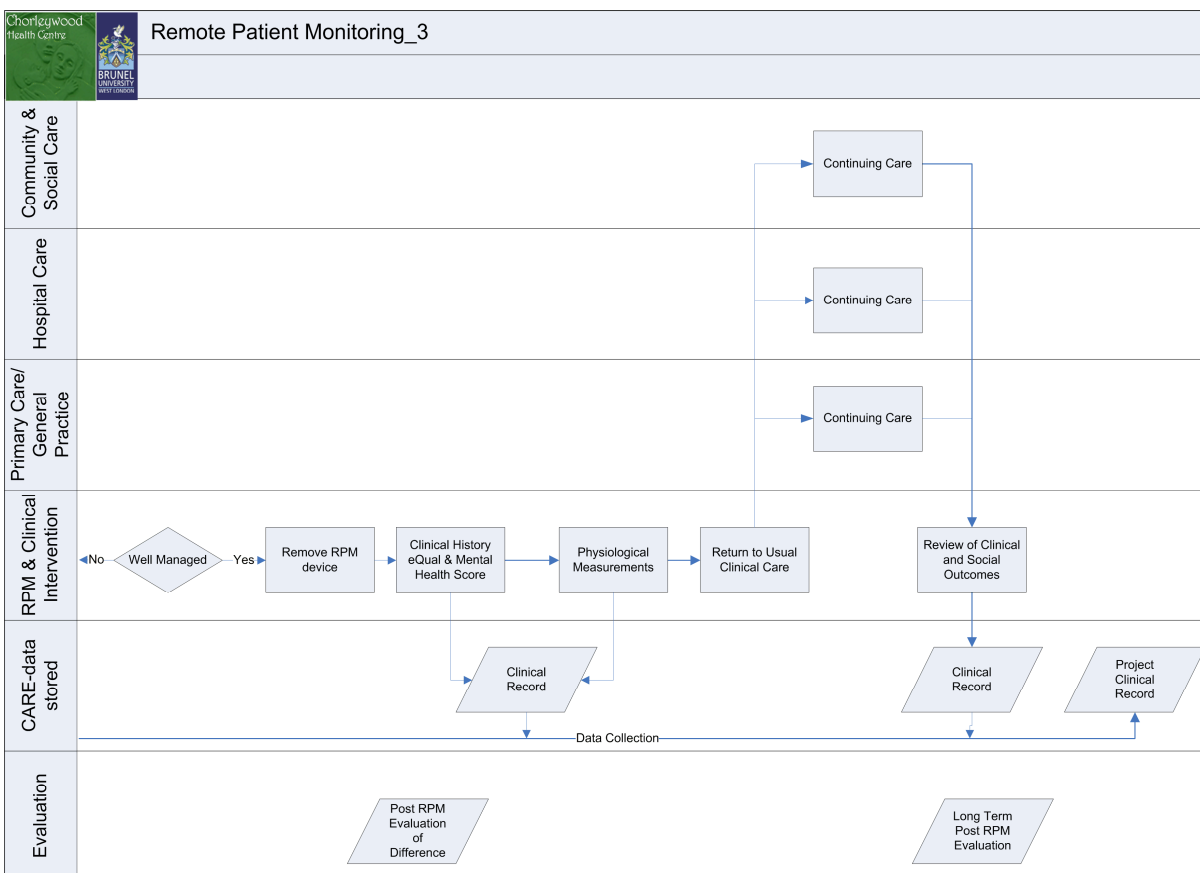 Chorleywood
Health Centre
BRUNEL
UNIVERSITY
WEST LONDON
Remote Patient Monitoring_3
Community &
Social Care
Continuing Care
Hospital Care
Continuing Care
Primary Care/
General
Practice
Continuing Care
RPM & Clinical
Intervention
No
Well Managed
Yes
Remove RPM
device
Clinical History
eQual & Mental
Health Score
Physiological
Measurements
Return to Usual
Clinical Care
Review of Clinical
and Social
Outcomes
CARE-data
stored
Clinical
Record
Clinical
Record
Project
Clinical
Record
Data Collection
Evaluation
Post RPM
Evaluation
of
Difference
Long Term
Post RPM
Evaluation